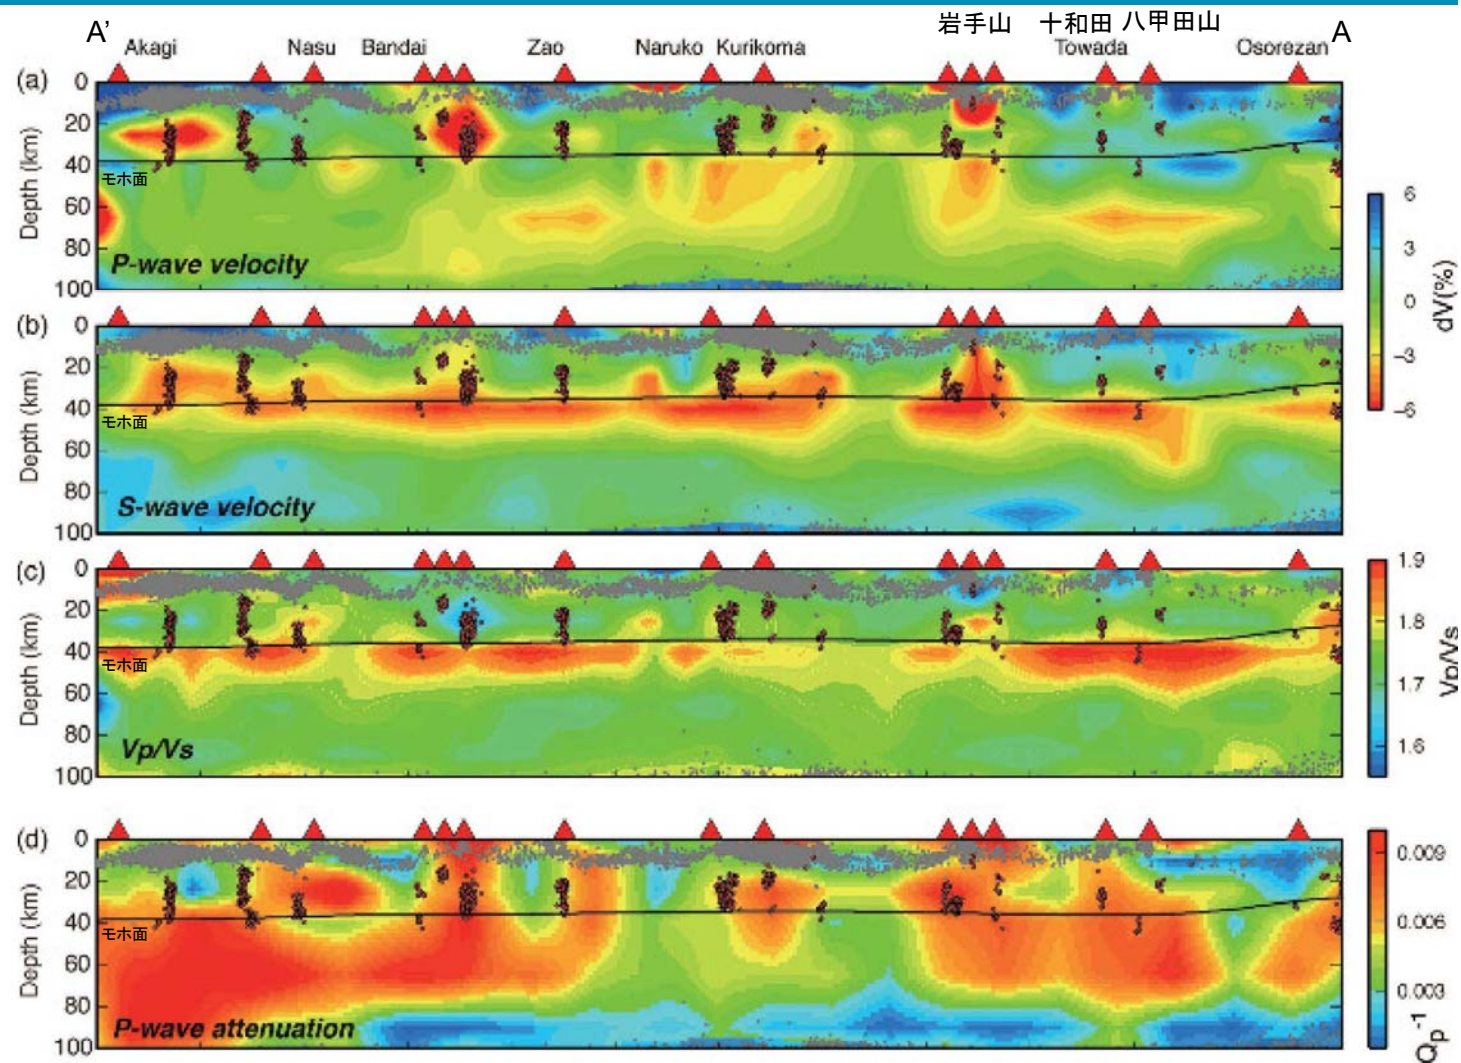 岩手山 十和田 八甲田山
A' A
Akagi Nasu Bandai Zao Naruko Kurikoma Towada Osorezan
(a)
0
20
40
60
80
100
Depth (km)
モホ面
P-wave velocity
6
3
0
−3
−6
dV(%)
(b)
0
20
40
60
80
100
Depth (km)
モホ面
S-wave velocity
(c)
0
20
40
60
80
100
Depth (km)
モホ面
Vp/Vs
1.9
1.8
1.7
1.6
Vp/Vs
(d)
0
20
40
60
80
100
Depth (km)
モホ面
P-wave attenuation
0.009
0.006
0.003
Qp⁻¹